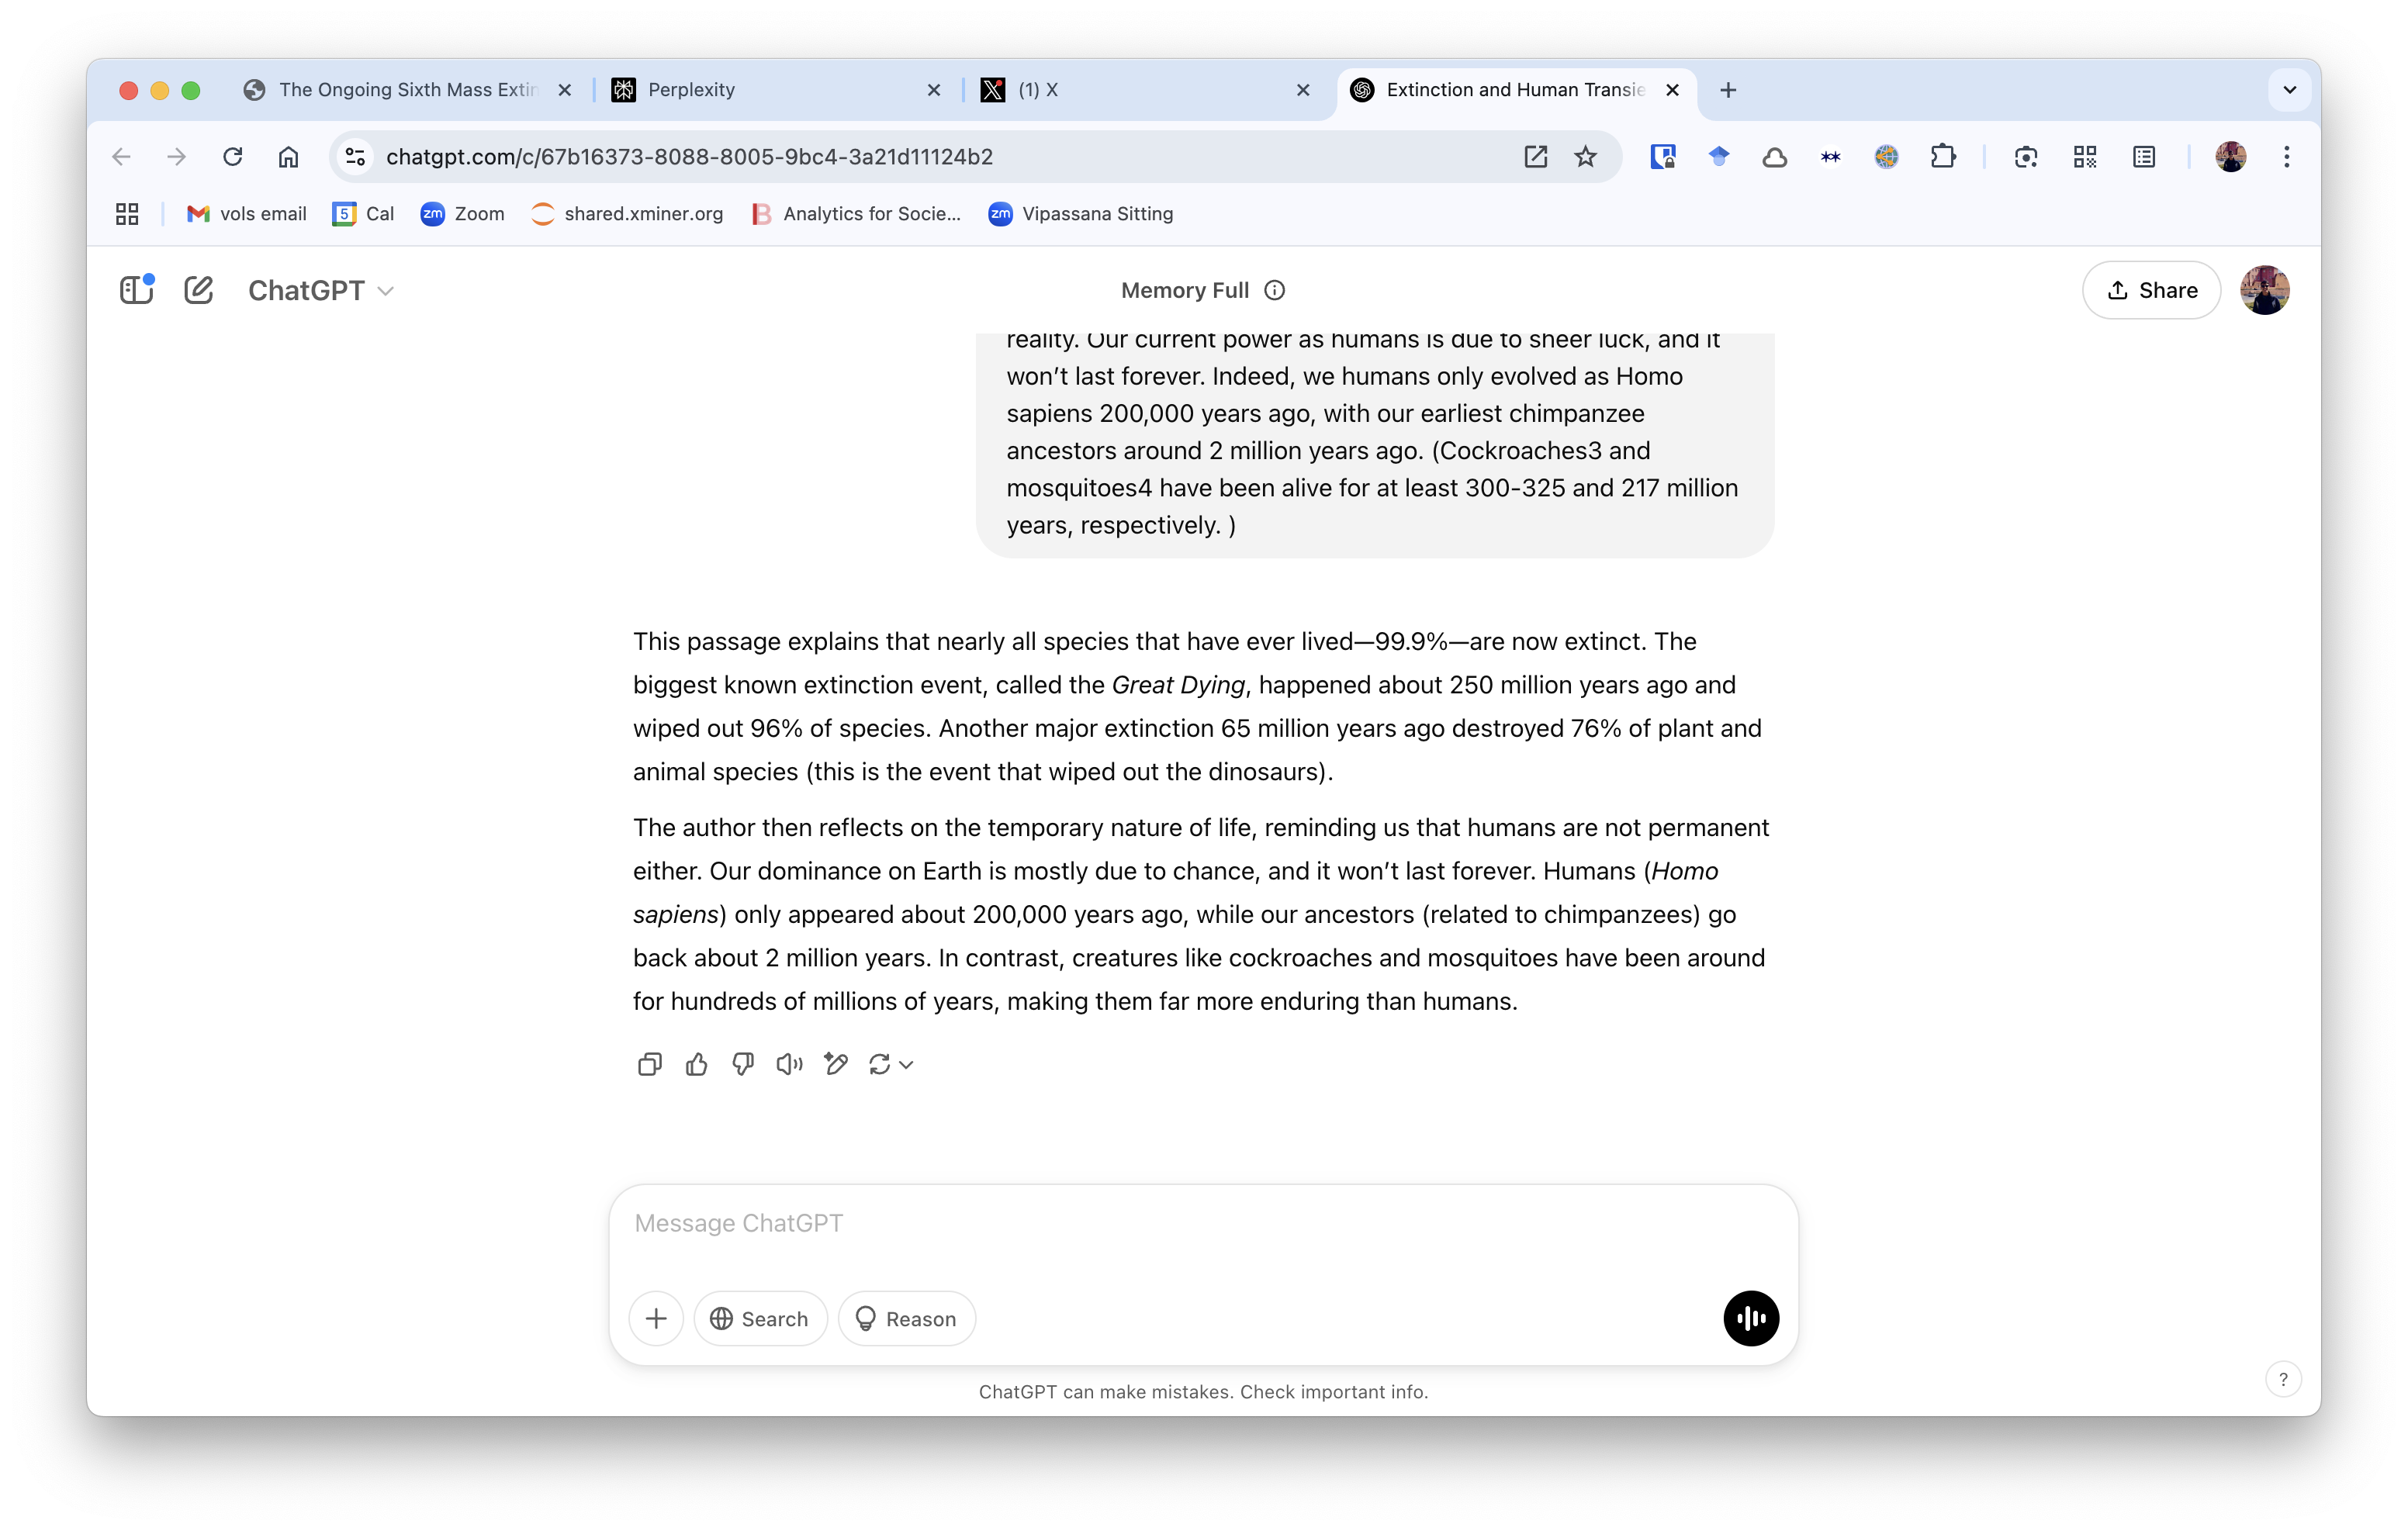 The Ongoing Sixth Mass Extin
Perplexity
(1) X
Extinction and Human Transie
chatgpt.com/c/67b16373-8088-8005-9bc4-3a21d11124b2
vols email
5
Cal
zm
Zoom
shared.xminer.org
B
Analytics for Socie...
zm
Vipassana Sitting
ChatGPT
Memory Full
Share
reality. Our current power as humans is due to sheer luck, and it
won't last forever. Indeed, we humans only evolved as Homo
sapiens 200,000 years ago, with our earliest chimpanzee
ancestors around 2 million years ago. (Cockroaches3 and
mosquitoes4 have been alive for at least 300-325 and 217 million
years, respectively. )
This passage explains that nearly all species that have ever lived—99.9%—are now extinct. The
biggest known extinction event, called the Great Dying, happened about 250 million years ago and
wiped out 96% of species. Another major extinction 65 million years ago destroyed 76% of plant and
animal species (this is the event that wiped out the dinosaurs).
The author then reflects on the temporary nature of life, reminding us that humans are not permanent
either. Our dominance on Earth is mostly due to chance, and it won't last forever. Humans (Homo
sapiens) only appeared about 200,000 years ago, while our ancestors (related to chimpanzees) go
back about 2 million years. In contrast, creatures like cockroaches and mosquitoes have been around
for hundreds of millions of years, making them far more enduring than humans.
Message ChatGPT
Search
Reason
ChatGPT can make mistakes. Check important info.
?